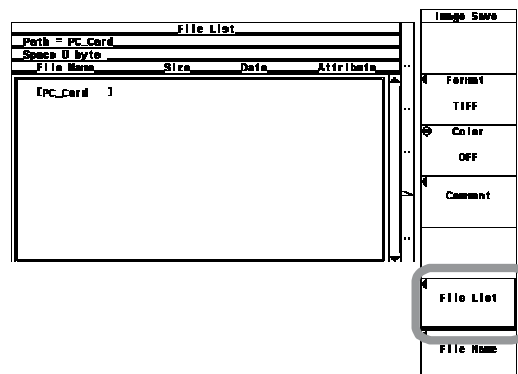 File List
Path = PC_Card
Space 0 byte
File Name Size Date Attribute
[PC_Card ]
Image Save
Format
TIFF
Color
OFF
Comment
File List
File Name